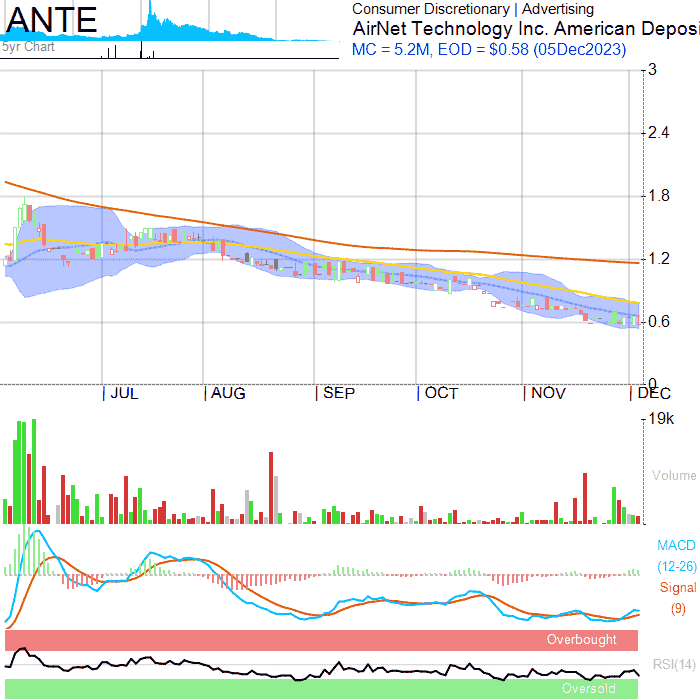 ANTE
5yr Chart
Consumer Discretionary | Advertising
AirNet Technology Inc. American Deposi
MC = 5.2M, EOD = $0.58 (05Dec2023)
3
2.4
1.8
1.2
0.6
0
JUL AUG SEP OCT NOV DEC
19k
Volume
MACD
(12-26)
Signal
(9)
Overbought
RSI(14)
Oversold